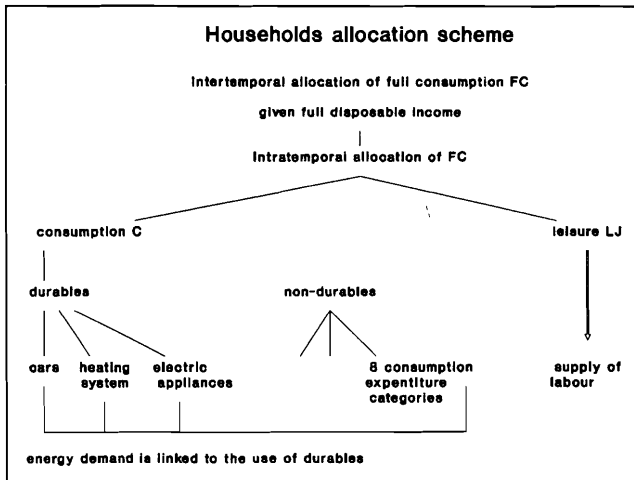 Households allocation scheme
Intertemporal allocation of full consumption FC
given full disposable income
Intratemporal allocation of FC
consumption C
leisure LJ
durables
non-durables
cars
heating
system
electric
appliances
8 consumption
expentiture
categories
supply of
labour
energy demand is linked to the use of durables